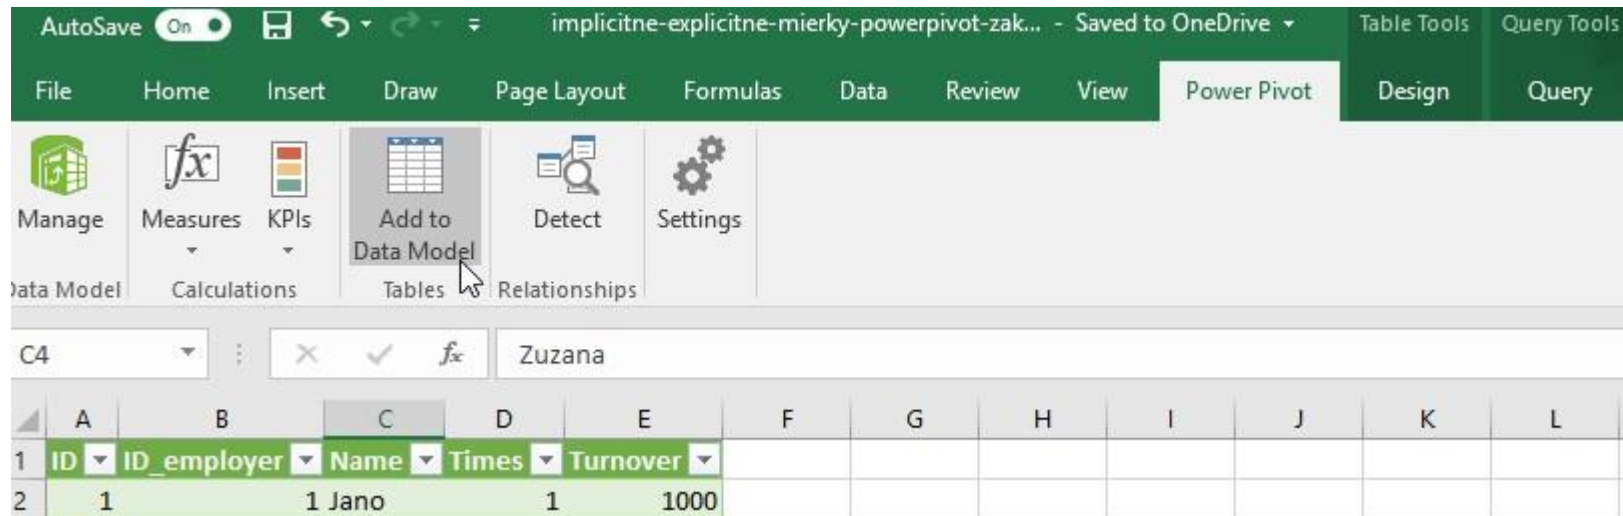 AutoSave On implicitne-explicitne-mierky-powerpivot-zak... - Saved to OneDrive Table Tools Query Tools
File Home Insert Draw Page Layout Formulas Data Review View Power Pivot Design Query
Manage Measures KPIs Add to Data Model Detect Settings
Data Model Calculations Tables Relationships
C4 fx Zuzana
A B C D E F G H I J K L
1 ID ID_employer Name Times Turnover
2 1 1 Jano 1 1000